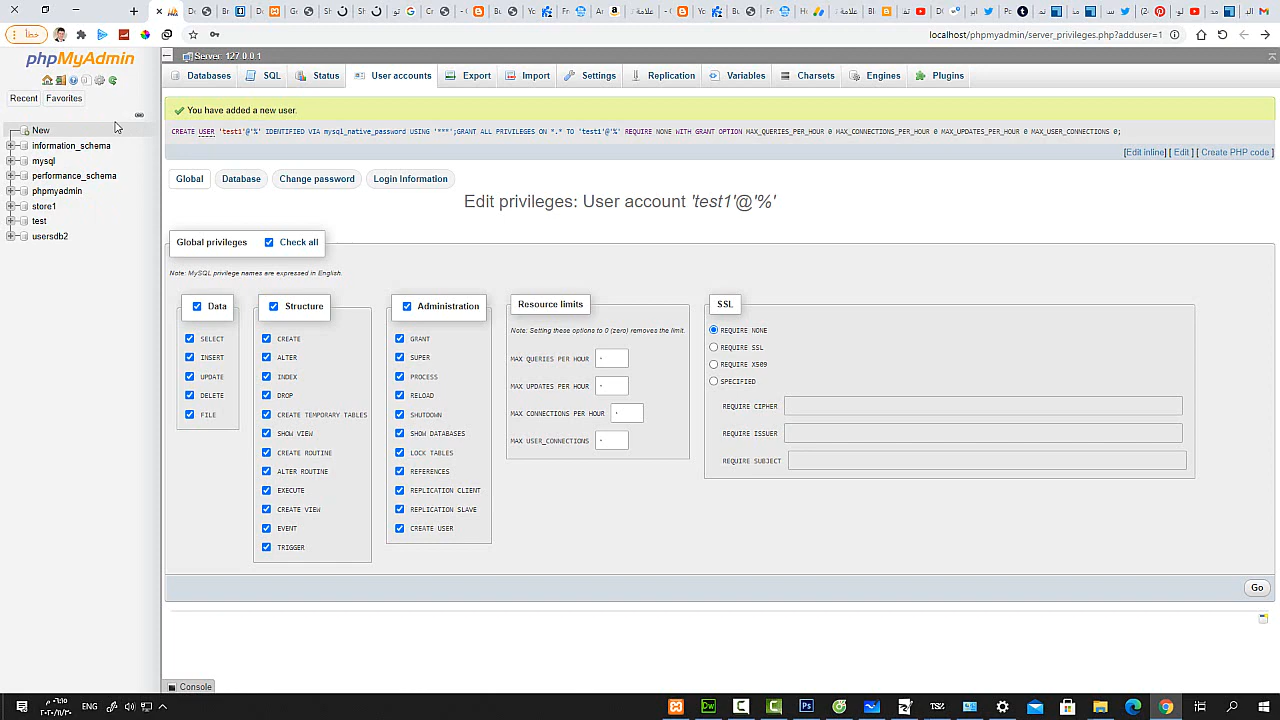 localhost/phpmyadmin/server_privileges.php?adduser=1
خطأ
phpMyAdmin
Recent
Favorites
New
information_schema
mysql
performance_schema
phpmyadmin
store1
test
usersdb2
Server: 127.0.0.1
Databases
SQL
Status
User accounts
Export
Import
Settings
Replication
Variables
Charsets
Engines
Plugins
You have added a new user.
CREATE USER 'test1'@'%' IDENTIFIED VIA mysql_native_password USING '***';GRANT ALL PRIVILEGES ON *.* TO 'test1'@'%' REQUIRE NONE WITH GRANT OPTION MAX_QUERIES_PER_HOUR 0 MAX_CONNECTIONS_PER_HOUR 0 MAX_UPDATES_PER_HOUR 0 MAX_USER_CONNECTIONS 0;
[Edit inline] [ Edit ] [ Create PHP code ]
Global
Database
Change password
Login Information
Edit privileges: User account 'test1'@'%'
Global privileges
Check all
Note: MySQL privilege names are expressed in English.
Data
SELECT
INSERT
UPDATE
DELETE
FILE
Structure
CREATE
ALTER
INDEX
DROP
CREATE TEMPORARY TABLES
SHOW VIEW
CREATE ROUTINE
ALTER ROUTINE
EXECUTE
CREATE VIEW
EVENT
TRIGGER
Administration
GRANT
SUPER
PROCESS
RELOAD
SHUTDOWN
SHOW DATABASES
LOCK TABLES
REFERENCES
REPLICATION CLIENT
REPLICATION SLAVE
CREATE USER
Resource limits
Note: Setting these options to 0 (zero) removes the limit.
MAX QUERIES PER HOUR
MAX UPDATES PER HOUR
MAX CONNECTIONS PER HOUR
MAX USER_CONNECTIONS
SSL
REQUIRE NONE
REQUIRE SSL
REQUIRE X509
SPECIFIED
REQUIRE CIPHER
REQUIRE ISSUER
REQUIRE SUBJECT
Go
Console
ENG